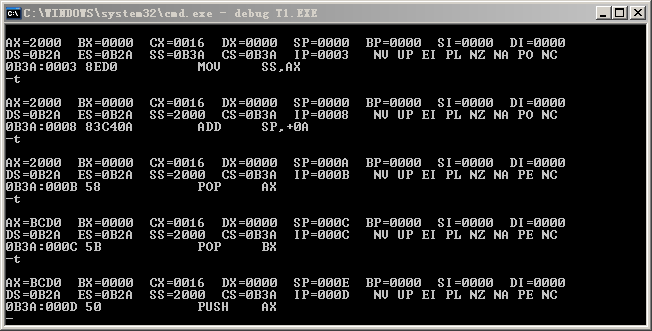 C:\WINDOWS\system32\cmd.exe - debug T1.EXE
AX=2000 BX=0000 CX=0016 DX=0000 SP=0000 BP=0000 SI=0000 DI=0000
DS=0B2A ES=0B2A SS=0B3A CS=0B3A IP=0003 NV UP EI PL NZ NA PO NC
0B3A:0003 8ED0 MOV SS,AX
-t
AX=2000 BX=0000 CX=0016 DX=0000 SP=0000 BP=0000 SI=0000 DI=0000
DS=0B2A ES=0B2A SS=2000 CS=0B3A IP=0008 NV UP EI PL NZ NA PO NC
0B3A:0008 83C40A ADD SP,+0A
-t
AX=2000 BX=0000 CX=0016 DX=0000 SP=000A BP=0000 SI=0000 DI=0000
DS=0B2A ES=0B2A SS=2000 CS=0B3A IP=000B NV UP EI PL NZ NA PE NC
0B3A:000B 58 POP AX
-t
AX=BCD0 BX=0000 CX=0016 DX=0000 SP=000C BP=0000 SI=0000 DI=0000
DS=0B2A ES=0B2A SS=2000 CS=0B3A IP=000C NV UP EI PL NZ NA PE NC
0B3A:000C 5B POP BX
-t
AX=BCD0 BX=0000 CX=0016 DX=0000 SP=000E BP=0000 SI=0000 DI=0000
DS=0B2A ES=0B2A SS=2000 CS=0B3A IP=000D NV UP EI PL NZ NA PE NC
0B3A:000D 50 PUSH AX
-